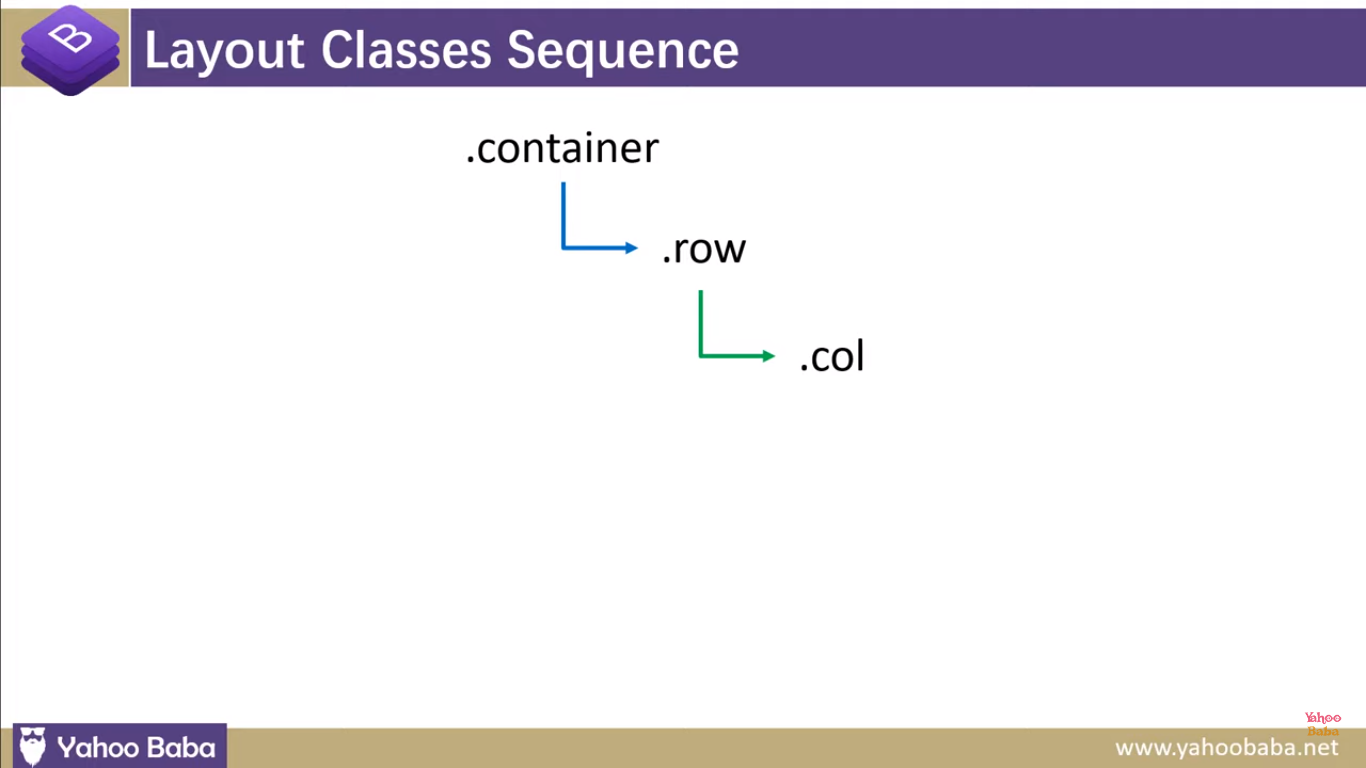 B
Layout Classes Sequence
.container
.row
.col
Yahoo
Baba
Yahoo Baba
www.yahoobaba.net